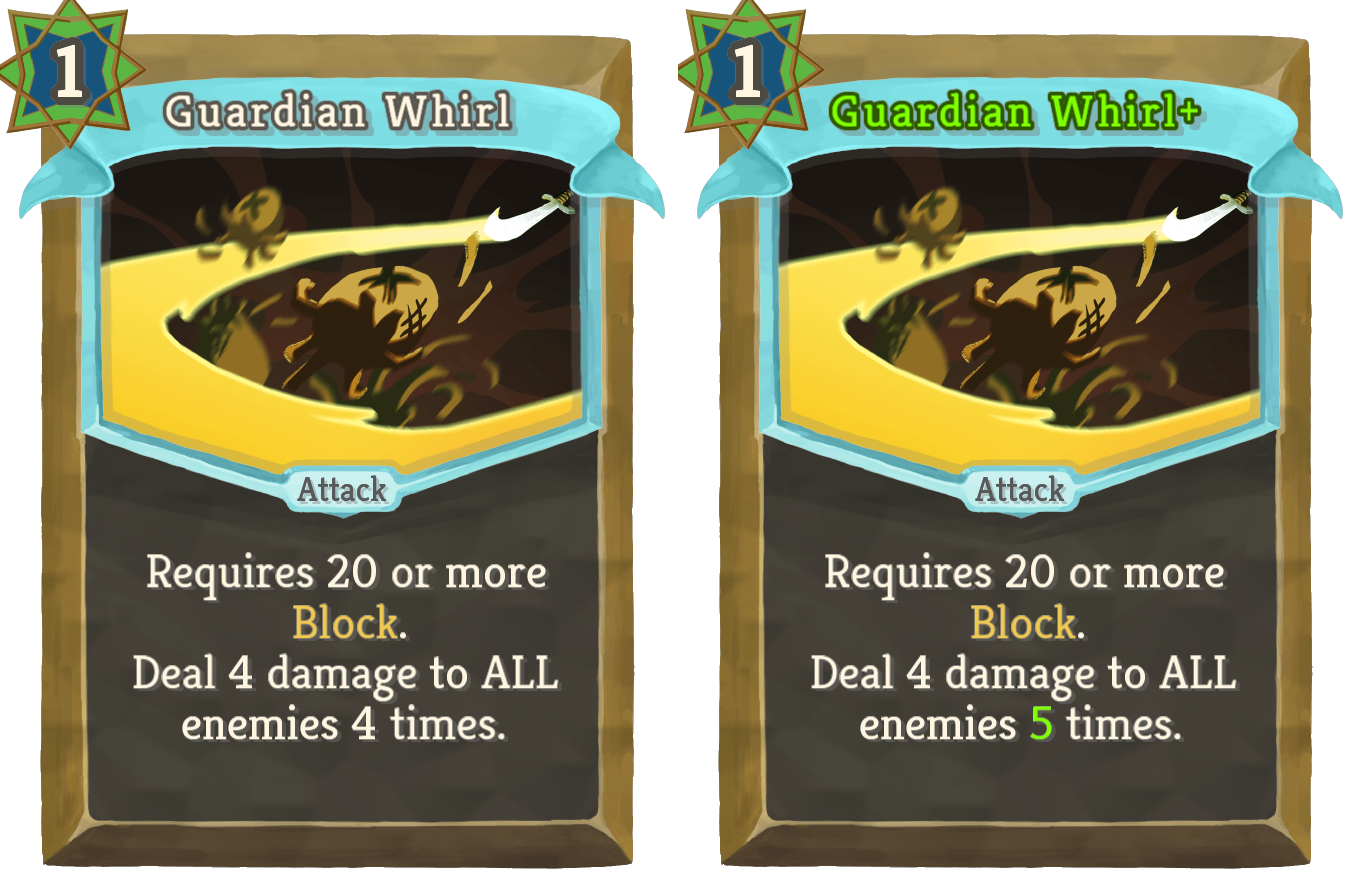 1
Guardian Whirl
Attack
Requires 20 or more
Block.
Deal 4 damage to ALL
enemies 4 times.
1
Guardian Whirl+
Attack
Requires 20 or more
Block.
Deal 4 damage to ALL
enemies 5 times.